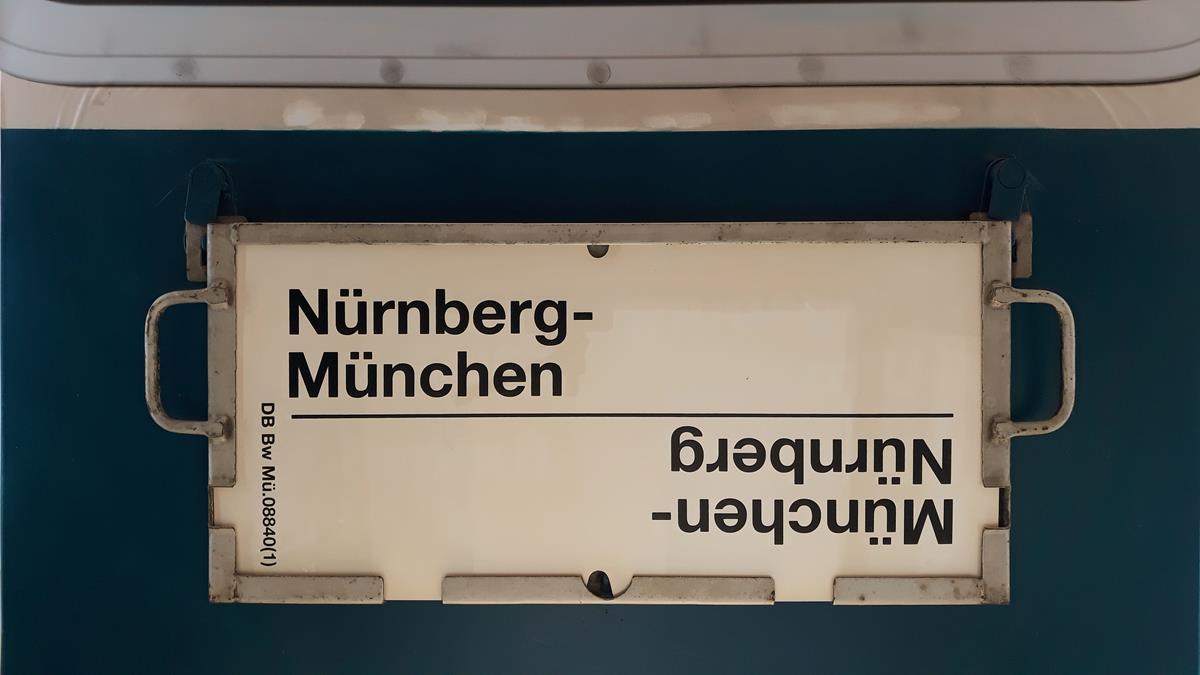 Nürnberg-
München
München-
Nürnberg
DB Bw Mü.08840(1)